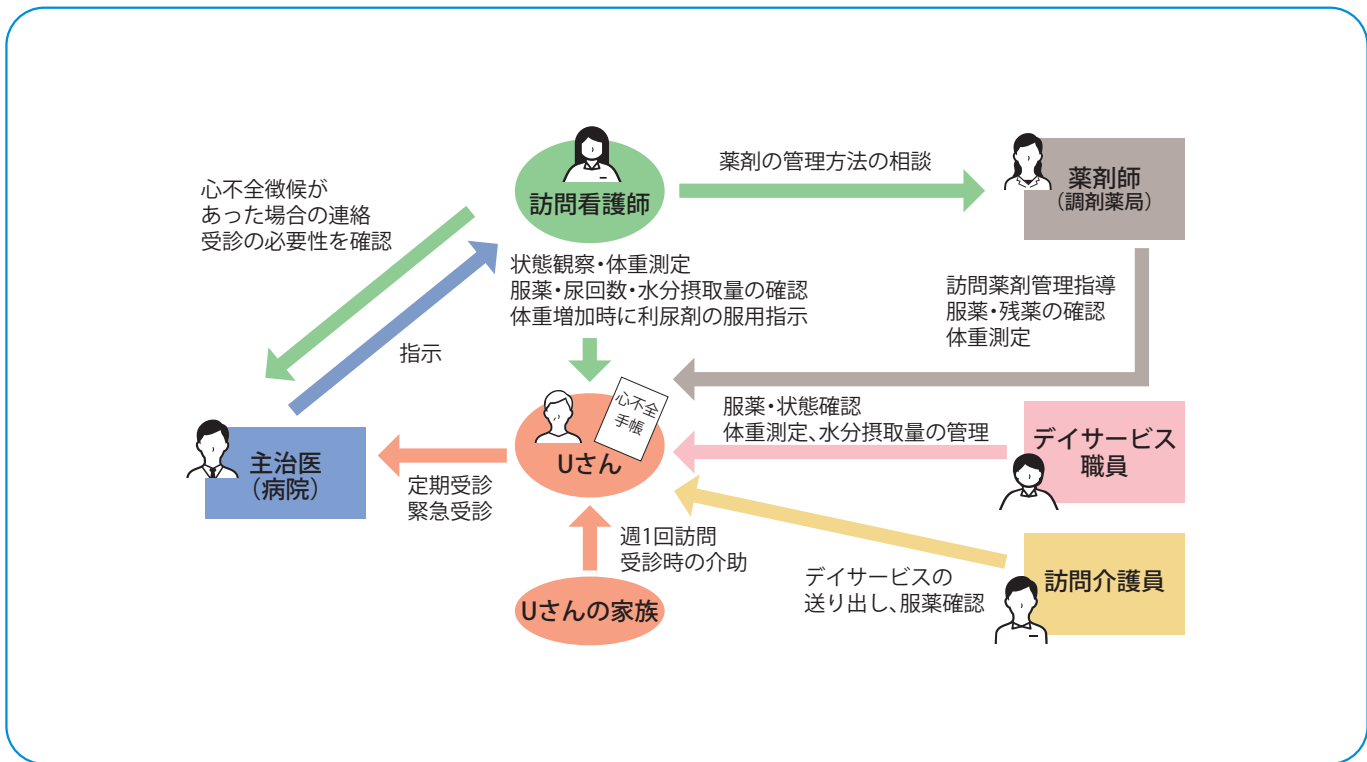 訪問看護師
薬剤の管理方法の相談
薬剤師
（調剤薬局）
心不全徴候が
あった場合の連絡
受診の必要性を確認
指示
状態観察・体重測定
服薬・尿回数・水分摂取量の確認
体重増加時に利尿剤の服用指示
訪問薬剤管理指導
服薬・残薬の確認
体重測定
心不全
手帳
Uさん
服薬・状態確認
体重測定、水分摂取量の管理
デイサービス
職員
主治医
（病院）
定期受診
緊急受診
週1回訪問
受診時の介助
Uさんの家族
デイサービスの
送り出し、服薬確認
訪問介護員